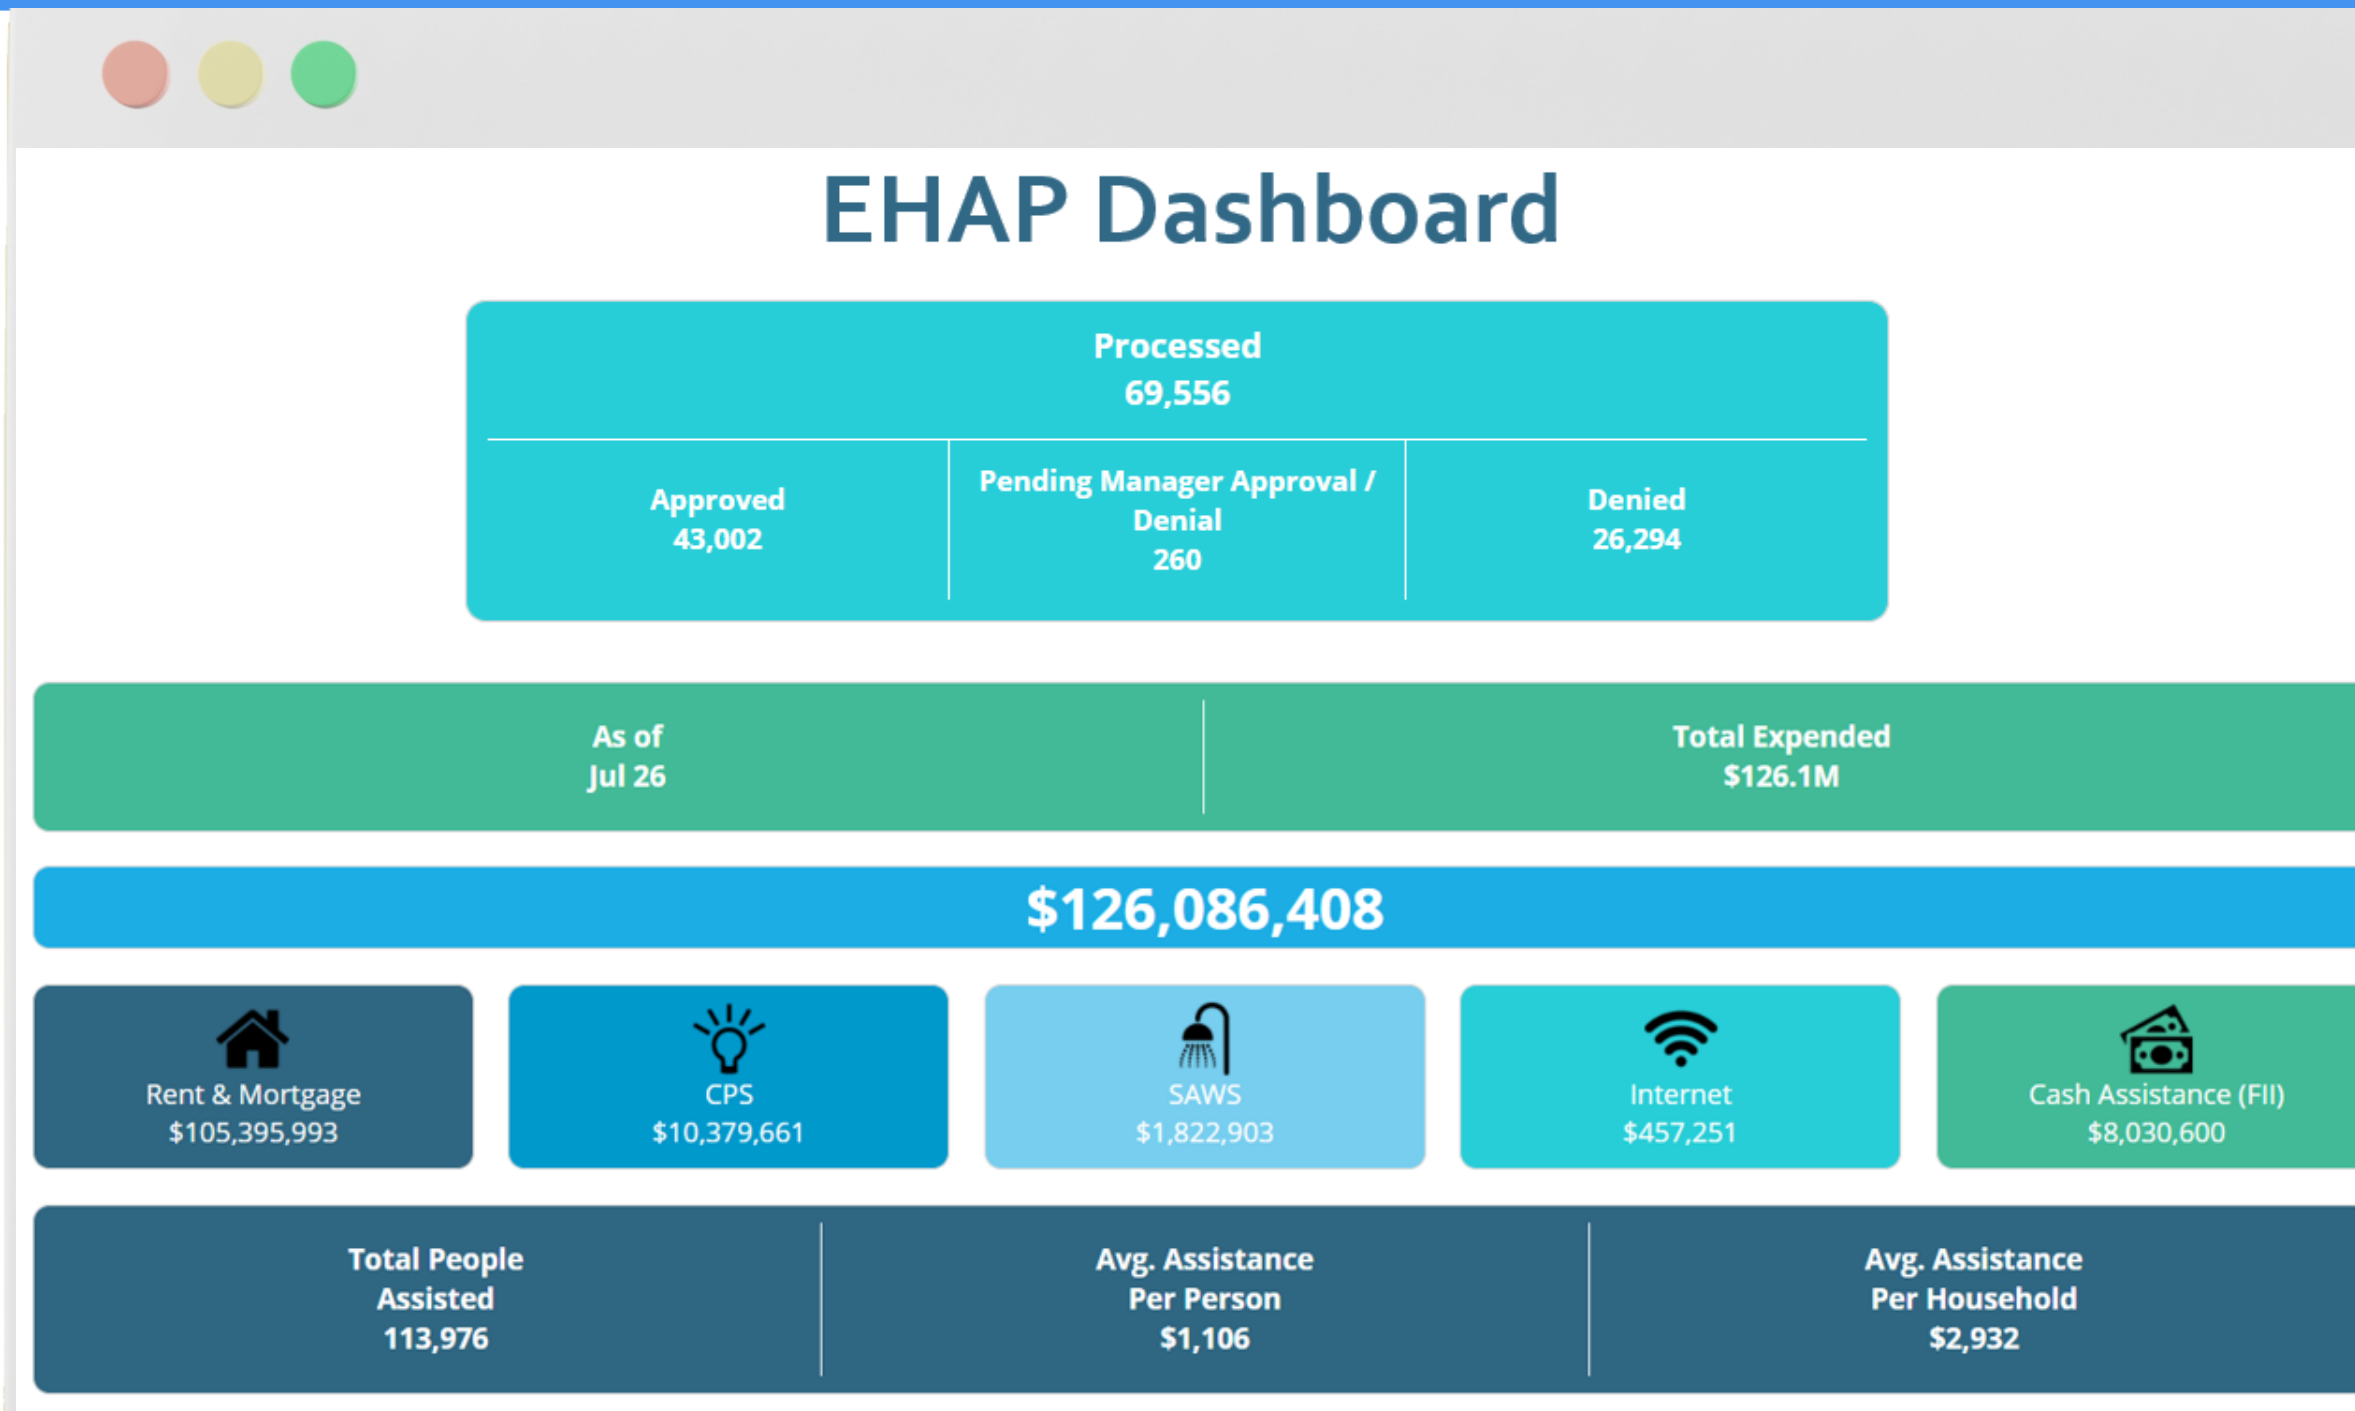 EHAP Dashboard
Processed
69,556
Approved
43,002
Pending Manager Approval /
Denial
260
Denied
26,294
As of
Jul 26
Total Expended
$126.1M
$126,086,408
Rent & Mortgage
$105,395,993
CPS
$10,379,661
SAWS
$1,822,903
Internet
$457,251
Cash Assistance (FII)
$8,030,600
Total People
Assisted
113,976
Avg. Assistance
Per Person
$1,106
Avg. Assistance
Per Household
$2,932